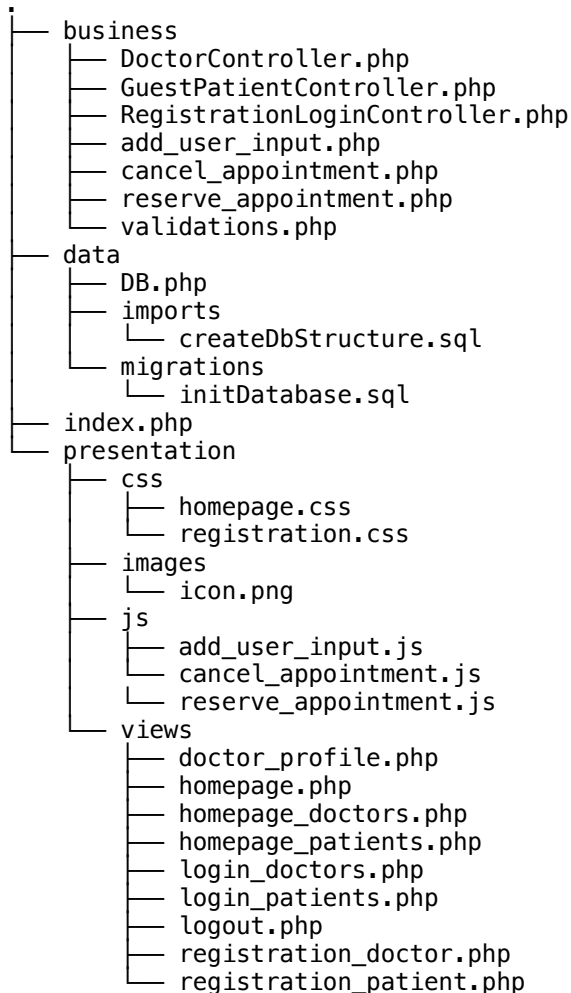 .
├── business
│   ├── DoctorController.php
│   ├── GuestPatientController.php
│   ├── RegistrationLoginController.php
│   ├── add_user_input.php
│   ├── cancel_appointment.php
│   ├── reserve_appointment.php
│   └── validations.php
├── data
│   ├── DB.php
│   ├── imports
│   │   └── createDbStructure.sql
│   └── migrations
│       └── initDatabase.sql
├── index.php
└── presentation
    ├── css
    │   ├── homepage.css
    │   └── registration.css
    ├── images
    │   └── icon.png
    ├── js
    │   ├── add_user_input.js
    │   └── cancel_appointment.js
    │   └── reserve_appointment.js
    └── views
        ├── doctor_profile.php
        ├── homepage.php
        ├── homepage_doctors.php
        ├── homepage_patients.php
        ├── login_doctors.php
        ├── login_patients.php
        ├── logout.php
        ├── registration_doctor.php
        └── registration_patient.php